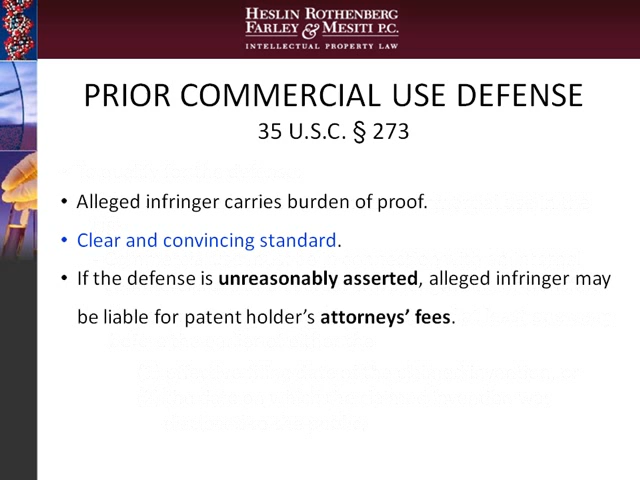 HESLIN ROTHENBERG
FARLEY & MESITI P.C.
INTELLECTUAL PROPERTY LAW
PRIOR COMMERCIAL USE DEFENSE
35 U.S.C. § 273
• Alleged infringer carries burden of proof.
• Clear and convincing standard.
• If the defense is unreasonably asserted, alleged infringer may
be liable for patent holder’s attorneys’ fees.